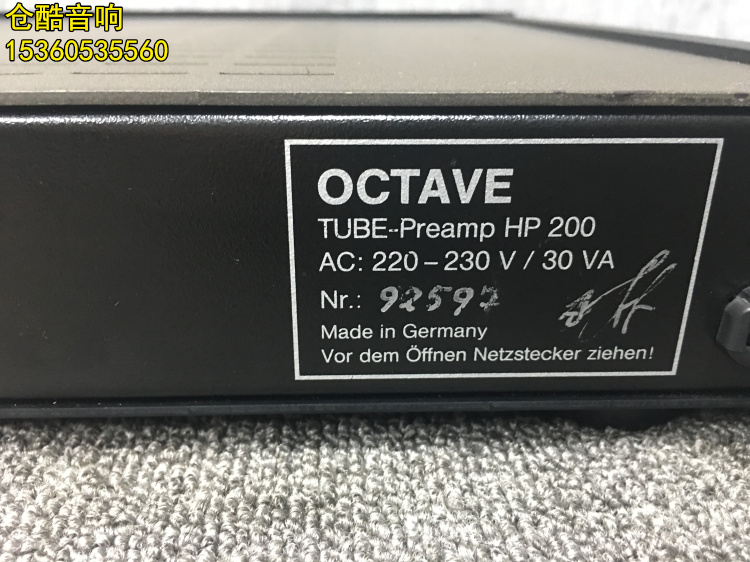 仓酷音响
15360535560
OCTAVE
TUBE-Preamp HP 200
AC: 220 – 230 V / 30 VA
Nr.: 92597
Made in Germany
Vor dem Öffnen Netzstecker ziehen!